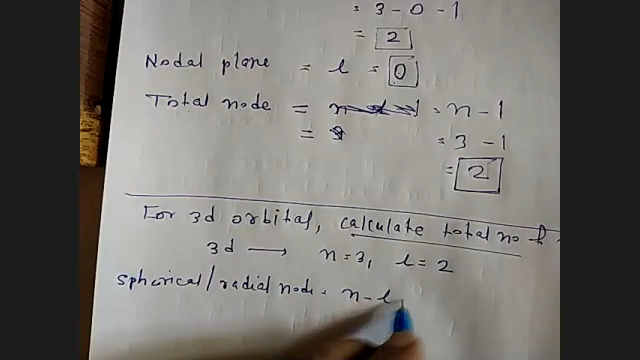 = 3 - 0 - 1
= 2
Nodal plane = l = 0
Total node = = n - 1
= = 3 - 1
= 2
For 3d orbital, calculate total no
3d → n = 3, l = 2
spherical/radial node = n - l